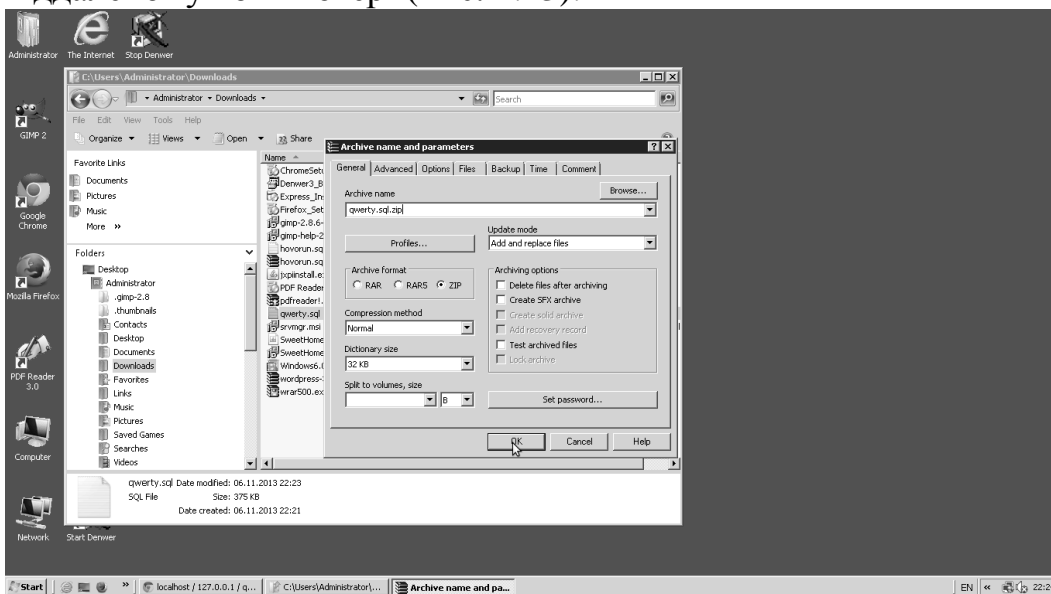 Administrator
The Internet
Stop Denwer
GIMP 2
Google
Chrome
Mozilla Firefox
PDF Reader
3.0
Computer
Network
Start Denwer
C:\Users\Administrator\Downloads
Administrator
Downloads
Search
File Edit View Tools Help
Organize Views Open Share
Favorite Links
Documents
Pictures
Music
More »
Folders
Desktop
Administrator
.gimp-2.8
.thumbnails
Contacts
Desktop
Documents
Downloads
Favorites
Links
Music
Pictures
Saved Games
Searches
Videos
Name
ChromeSetu
Denwer3_B
Express_In
Firefox_Set
gimp-2.8.6-
gimp-help-2
hovorun.sq
hovorun.sq
jxpiinstall.e
PDF Reader
pdfreader!.
qwerty.sql
srvmgr.msi
SweetHome
SweetHome
Windows6.
wordpress-
wrar500.ex
Archive name and parameters
General Advanced Options Files Backup Time Comment
Archive name
Browse...
qwerty.sql.zip
Profiles...
Update mode
Add and replace files
Archive format
RAR RAR5 ZIP
Compression method
Normal
Dictionary size
32 KB
Split to volumes, size
B
Archiving options
Delete files after archiving
Create SFX archive
Create solid archive
Add recovery record
Test archived files
Lock archive
Set password...
OK Cancel Help
qwerty.sql Date modified: 06.11.2013 22:23
SQL File Size: 375 KB
Date created: 06.11.2013 22:21
Start
»
localhost / 127.0.0.1 / q...
C:\Users\Administrator\...
Archive name and pa...
EN
«
22:2